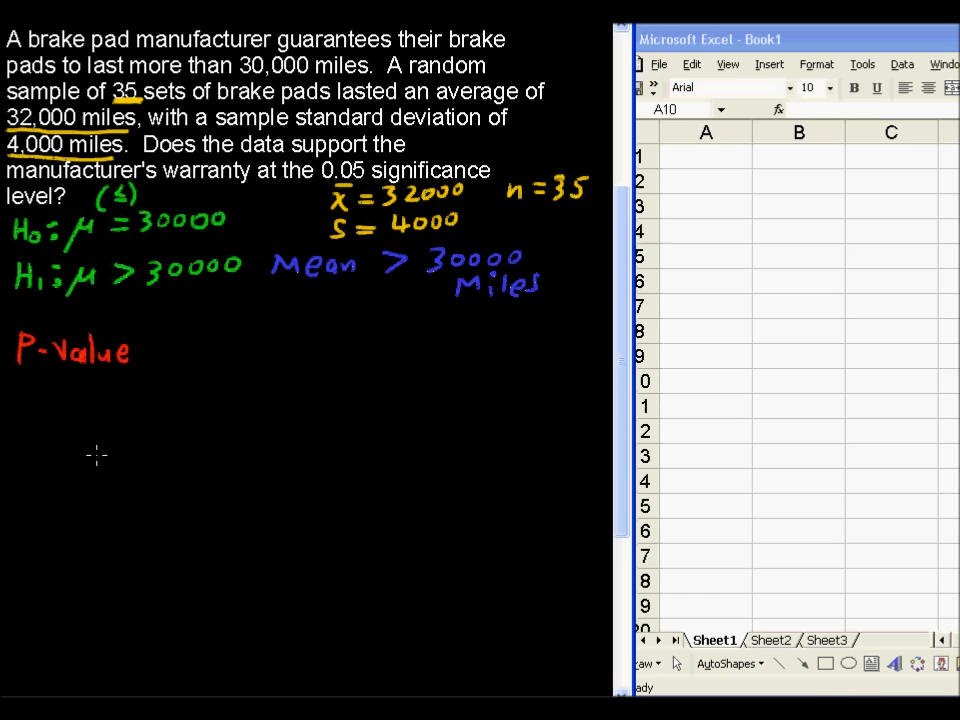 A brake pad manufacturer guarantees their brake
pads to last more than 30,000 miles. A random
sample of 35 sets of brake pads lasted an average of
32,000 miles, with a sample standard deviation of
4,000 miles. Does the data support the
manufacturer's warranty at the 0.05 significance
level?
(≤)
H₀: μ = 30000
H₁: μ > 30000
x̄ = 32000 n = 35
s = 4000
Mean > 30000
Miles
P-value
Microsoft Excel - Book1
File Edit View Insert Format Tools Data Windo
Arial 10 B U
A10 fx
A B C
1
2
3
4
5
6
7
8
9
0
1
2
3
4
5
6
7
8
9
20
Sheet1 Sheet2 Sheet3
aw AutoShapes
ady